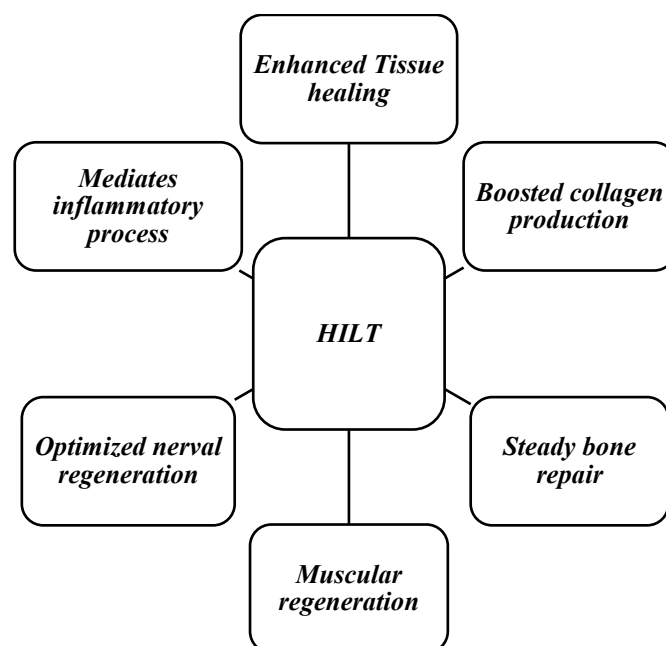 Enhanced Tissue
healing
Mediates
inflammatory
process
Boosted collagen
production
HILT
Optimized nerval
regeneration
Steady bone
repair
Muscular
regeneration